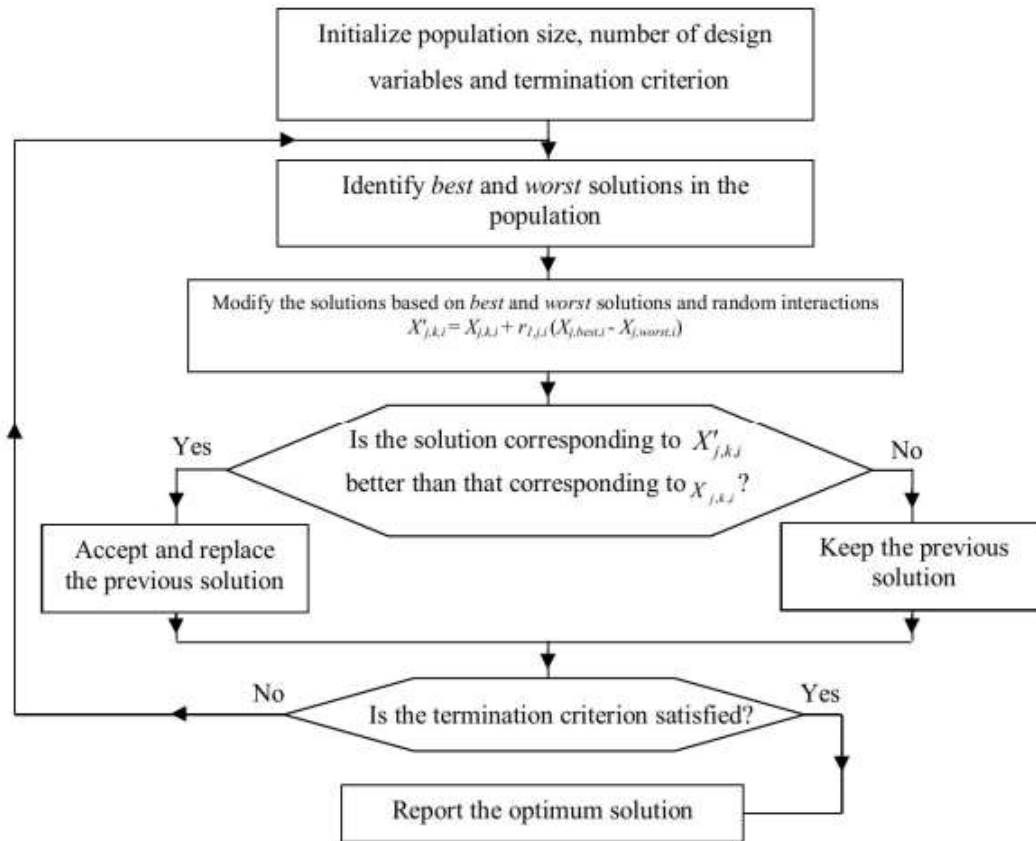 Initialize population size, number of design
variables and termination criterion
Identify best and worst solutions in the
population
Modify the solutions based on best and worst solutions and random interactions
X'j,k,i = Xj,k,i + r1,j,i (Xj,best,i - Xj,worst,i)
Yes
Is the solution corresponding to X'j,k,i
better than that corresponding to Xj,k,i?
No
Accept and replace
the previous solution
Keep the previous
solution
No
Is the termination criterion satisfied?
Yes
Report the optimum solution